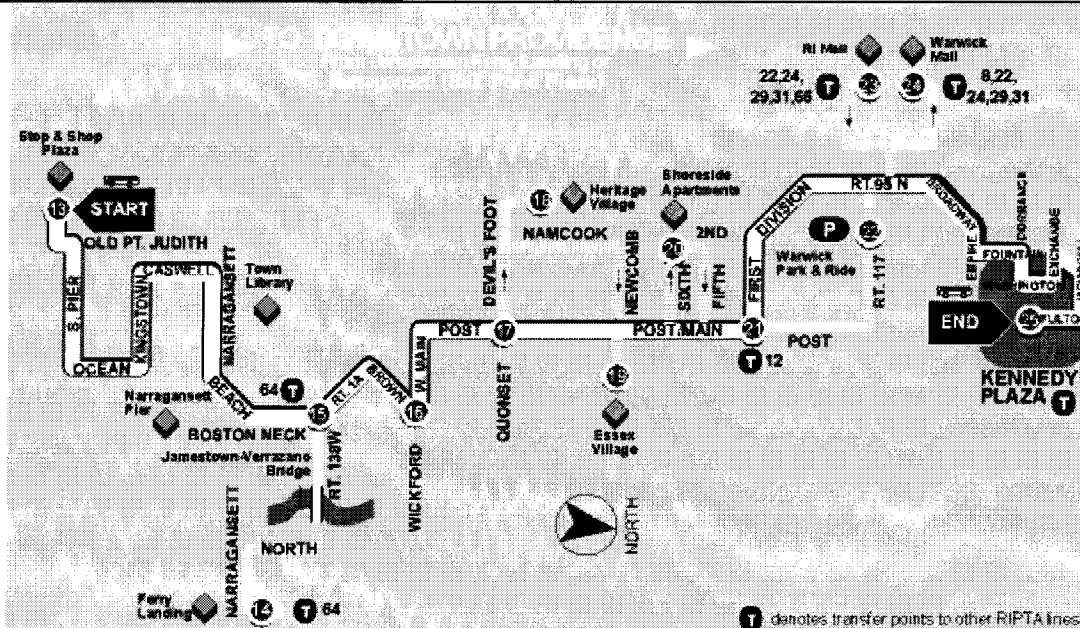 TOWN PROVIDENCE
RI Mall
Warwick
Mall
22,24,
29,31,66
T
T
8,22,
24,29,31
Stop & Shop
Plaza
13
START
OLD PT. JUDITH
S. PIER
OCEAN
KINGSTOWN
CASWELL
NARRAGANSETT
Town
Library
BEACH
Narragansett
Pier
64 T
15
BOSTON NECK
RT. 1A
BROWN
16
W. MAIN
WICKFORD
Jamestown-Verrazano
Bridge
RT. 138W
NORTH
NARRAGANSETT
Ferry
Landing
14
T 64
POST
17
DEVIL'S FOOT
QUONSET
18
Heritage
Village
NAMCOOK
19
Essex
Village
NEWCOMB
Shoreside
Apartments
20
2ND
SIXTH
FIFTH
POST/MAIN
21
T 12
POST
FIRST
DIVISION
RT. 95 N
BROADWAY
P
Warwick
Park & Ride
RT. 117
EMPIRE
FOUNTAIN
DORRANCE
EXCHANGE
END
KENNEDY
PLAZA T
NORTH
T denotes transfer points to other RIPTA lines